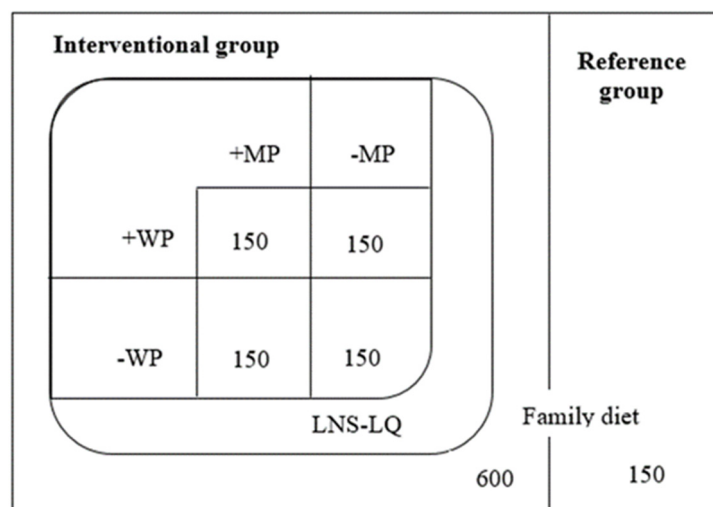 Interventional group
Reference
group
+MP -MP
+WP 150 150
-WP 150 150
LNS-LQ
Family diet
600 150